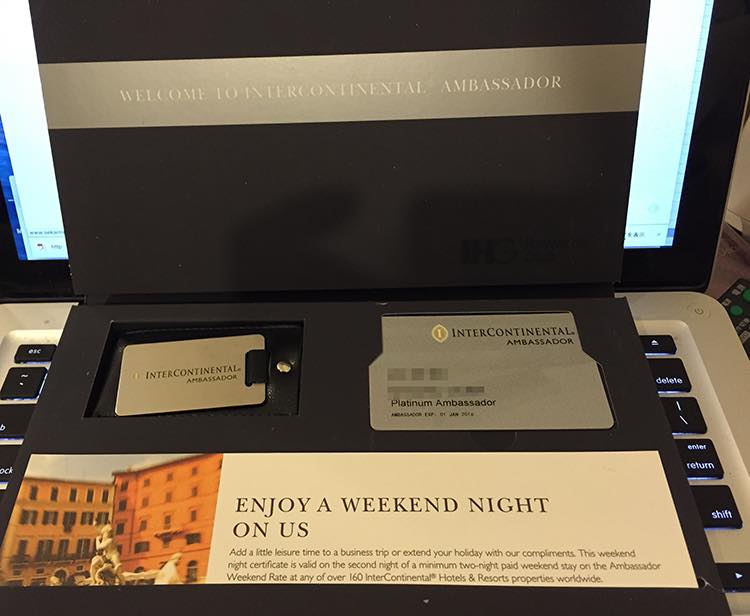 WELCOME TO INTERCONTINENTAL AMBASSADOR
IHG
esc
INTERCONTINENTAL
AMBASSADOR
INTERCONTINENTAL®
AMBASSADOR
Platinum Ambassador
AMBASSADOR EXP: 01 JAN 2016
delete
enter
return
shift
ENJOY A WEEKEND NIGHT
ON US
Add a little leisure time to a business trip or extend your holiday with our compliments. This weekend
night certificate is valid on the second night of a minimum two-night paid weekend stay on the Ambassador
Weekend Rate at any of over 160 InterContinental® Hotels & Resorts properties worldwide.